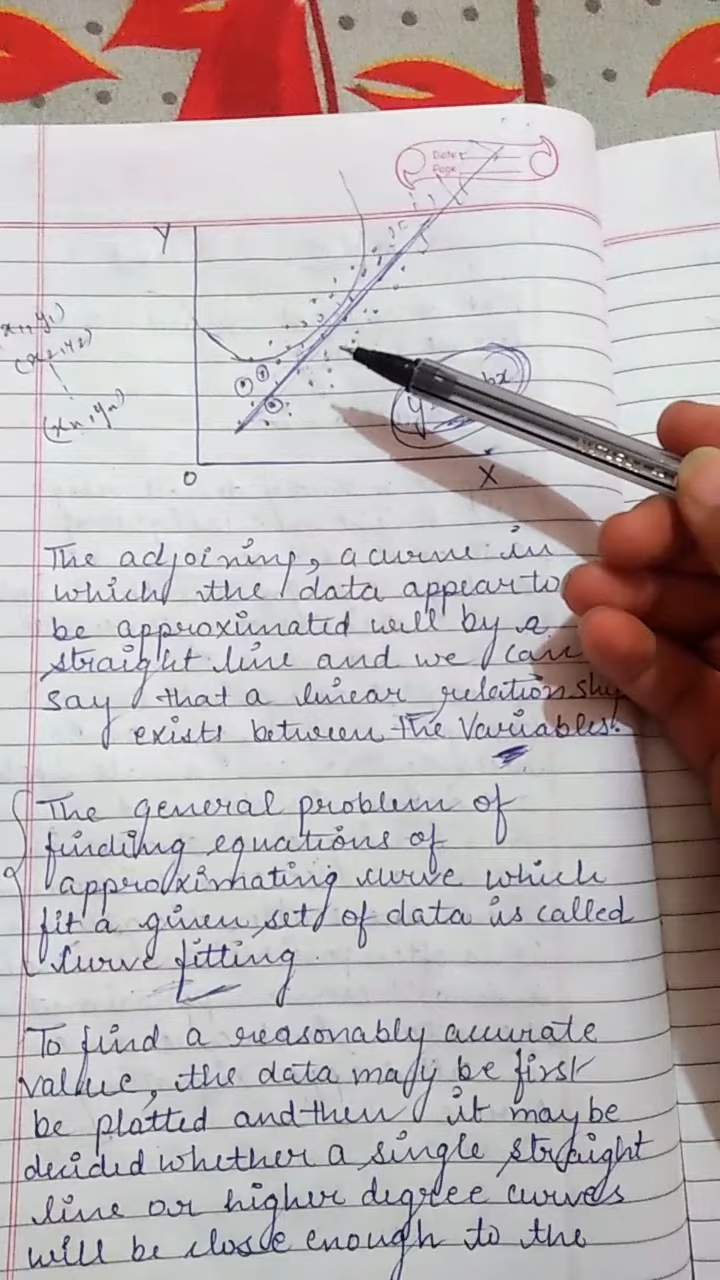 Date
Page
Y
x₁, y₁)
(x₂, y₂)
(xₙ, yₙ)
y bx
O
X
The adjoining, a curve in
which the data appear to
be approximated well by a
straight line and we can
say that a linear relationship
exists between the Variables.
The general problem of
finding equations of
approximating curve which
fit a given set of data is called
Curve fitting.
To find a reasonably accurate
value, the data may be first
be platted and then it may be
decided whether a single straight
line or higher degree curves
will be close enough to the